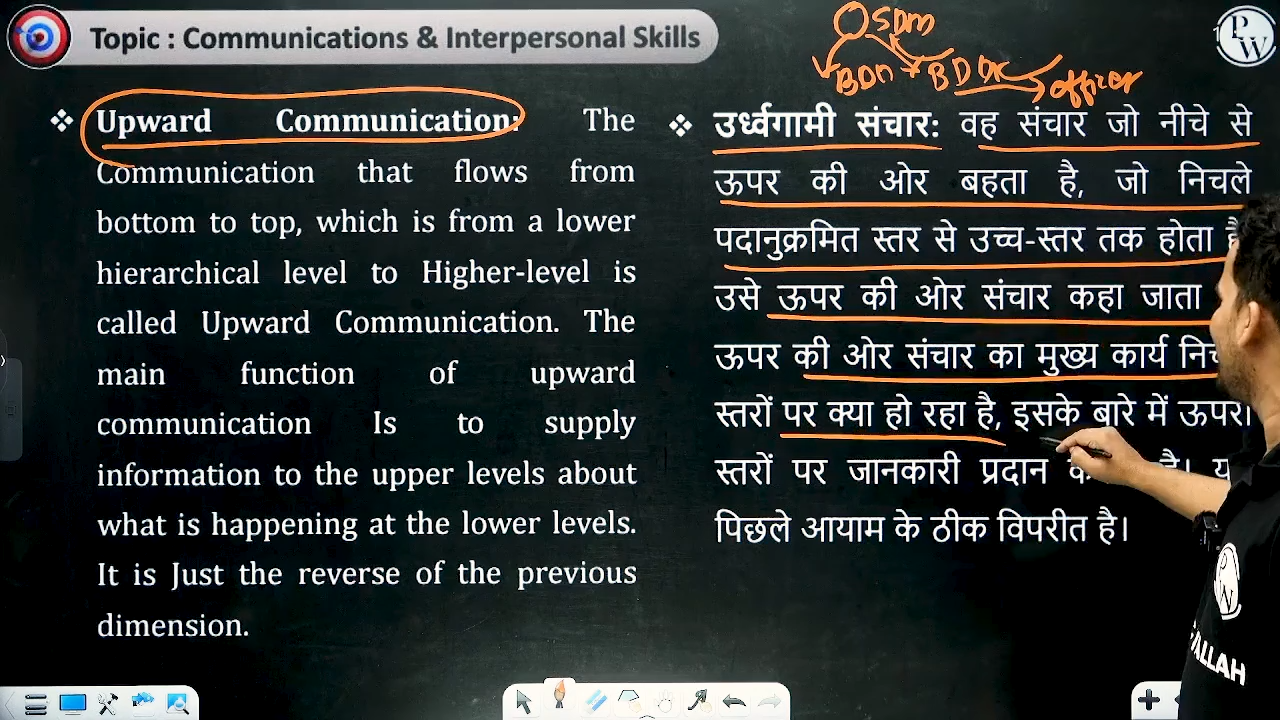 Topic : Communications & Interpersonal Skills
SDM
BDO
officer
PW
❖ Upward Communication: The
Communication that flows from
bottom to top, which is from a lower
hierarchical level to Higher-level is
called Upward Communication. The
main function of upward
communication Is to supply
information to the upper levels about
what is happening at the lower levels.
It is Just the reverse of the previous
dimension.
❖ उर्ध्वगामी संचार: वह संचार जो नीचे से
ऊपर की ओर बहता है, जो निचले
पदानुक्रमित स्तर से उच्च-स्तर तक होता
उसे ऊपर की ओर संचार कहा जाता
ऊपर की ओर संचार का मुख्य कार्य
स्तरों पर क्या हो रहा है, इसके बारे में ऊपरी
स्तरों पर जानकारी प्रदान है।
पिछले आयाम के ठीक विपरीत है।
PW
ALLAH